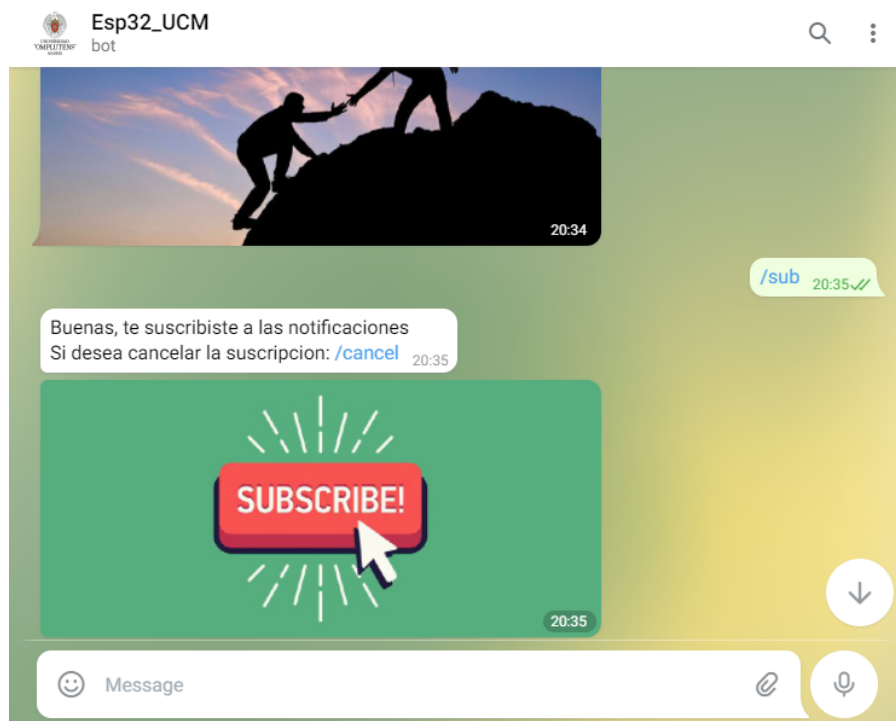 Esp32_UCM
bot
20:34
/sub 20:35
Buenas, te suscribiste a las notificaciones
Si desea cancelar la suscripcion: /cancel 20:35
SUBSCRIBE!
20:35
Message